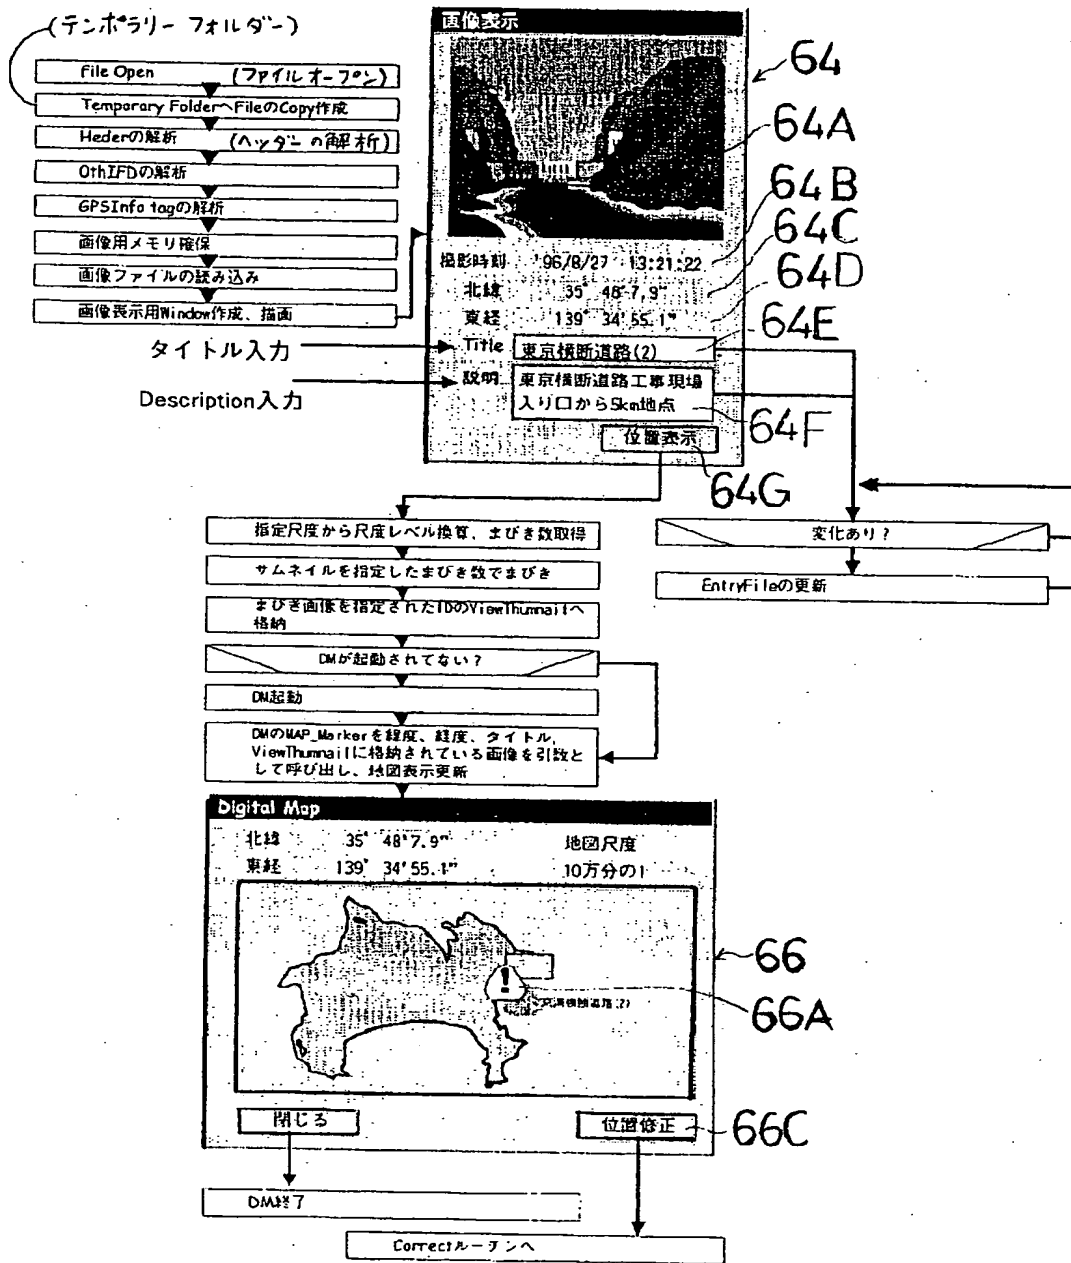 (テンポラリー フォルダー)
File Open (ファイルオープン)
Temporary FolderへFileのCopy作成
Hederの解析 (ヘッダーの解析)
OthIFDの解析
GPSInfo tagの解析
画像用メモリ確保
画像ファイルの読み込み
画像表示用Window作成、描画
タイトル入力
Description入力
画像表示
撮影時刻 '96/8/27 13:21:22
北緯 35° 48'7.9"
東経 139° 34'55.1"
Title 東京横断道路(2)
説明 東京横断道路工事現場
入り口から5km地点
位置表示
64
64A
64B
64C
64D
64E
64F
64G
変化あり?
EntryFileの更新
指定尺度から尺度レベル換算、まびき数取得
サムネイルを指定したまびき数でまびき
まびき画像を指定されたIDのViewThumnailへ
格納
DMが起動されてない?
DM起動
DMのMAP_Markerを緯度、経度、タイトル,
ViewThumnailに格納されている画像を引数と
して呼び出し、地図表示更新
Digital Map
北緯 35° 48'7.9" 地図尺度
東経 139° 34'55.1" 10万分の1
!
東京横断道路(2)
66
66A
閉じる
位置修正
66C
DM終了
Correctルーチンへ